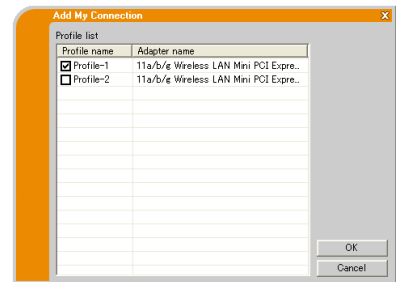 Add My Connection
Profile list
Profile name Adapter name
Profile-1 11a/b/g Wireless LAN Mini PCI Expre..
Profile-2 11a/b/g Wireless LAN Mini PCI Expre..
OK
Cancel